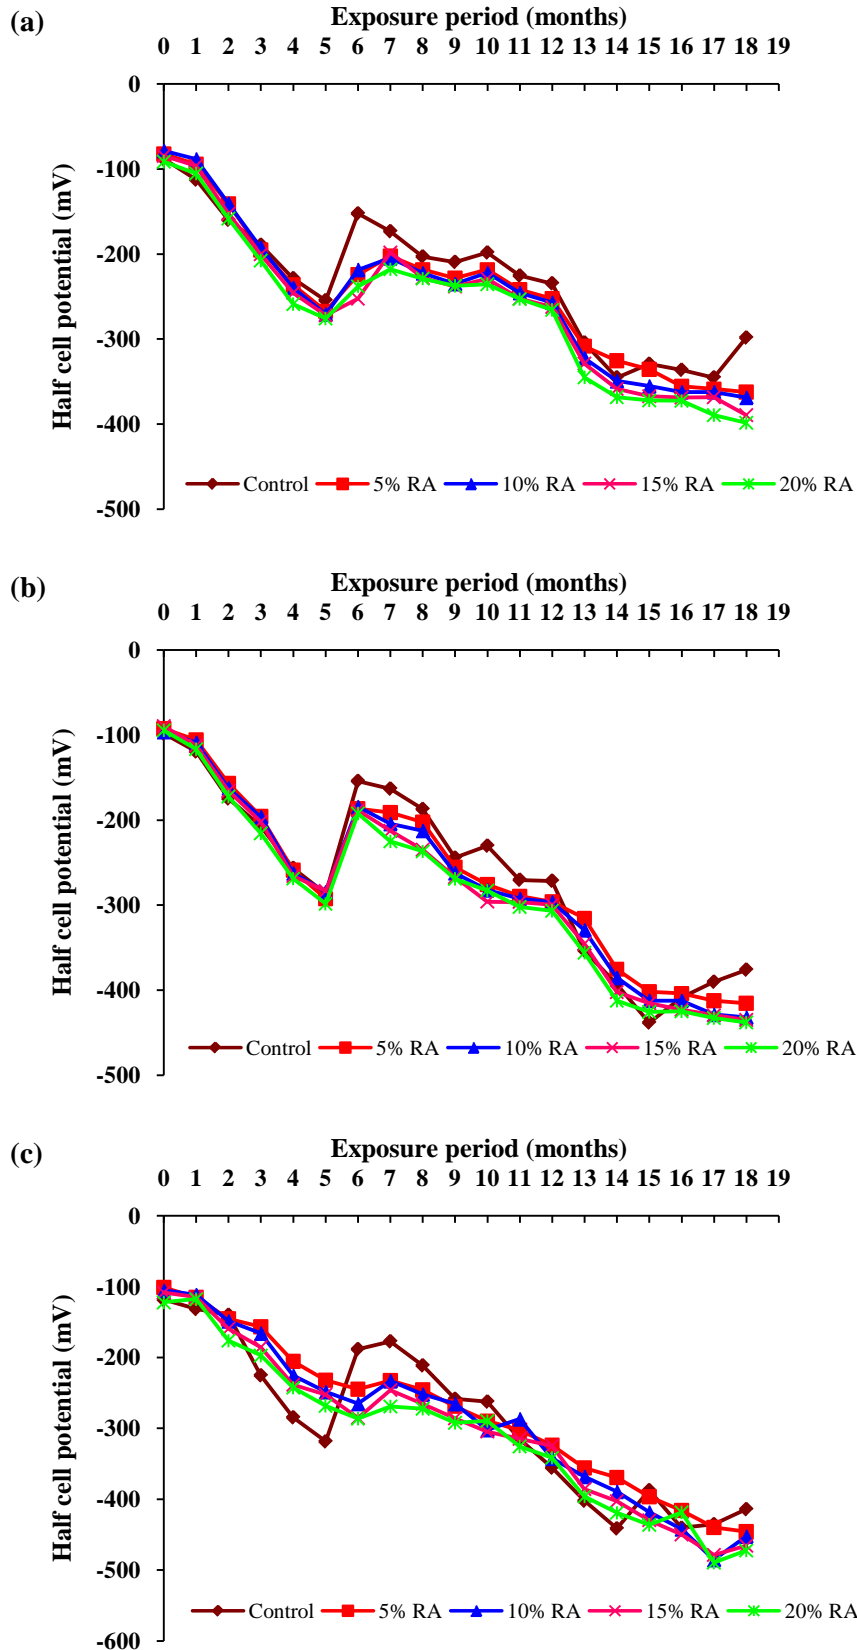 (a)
Exposure period (months)
0 1 2 3 4 5 6 7 8 9 10 11 12 13 14 15 16 17 18 19
0
-100
-200
-300
-400
-500
Half cell potential (mV)
Control 5% RA 10% RA 15% RA 20% RA
(b)
Exposure period (months)
0 1 2 3 4 5 6 7 8 9 10 11 12 13 14 15 16 17 18 19
0
-100
-200
-300
-400
-500
Half cell potential (mV)
Control 5% RA 10% RA 15% RA 20% RA
(c)
Exposure period (months)
0 1 2 3 4 5 6 7 8 9 10 11 12 13 14 15 16 17 18 19
0
-100
-200
-300
-400
-500
-600
Half cell potential (mV)
Control 5% RA 10% RA 15% RA 20% RA